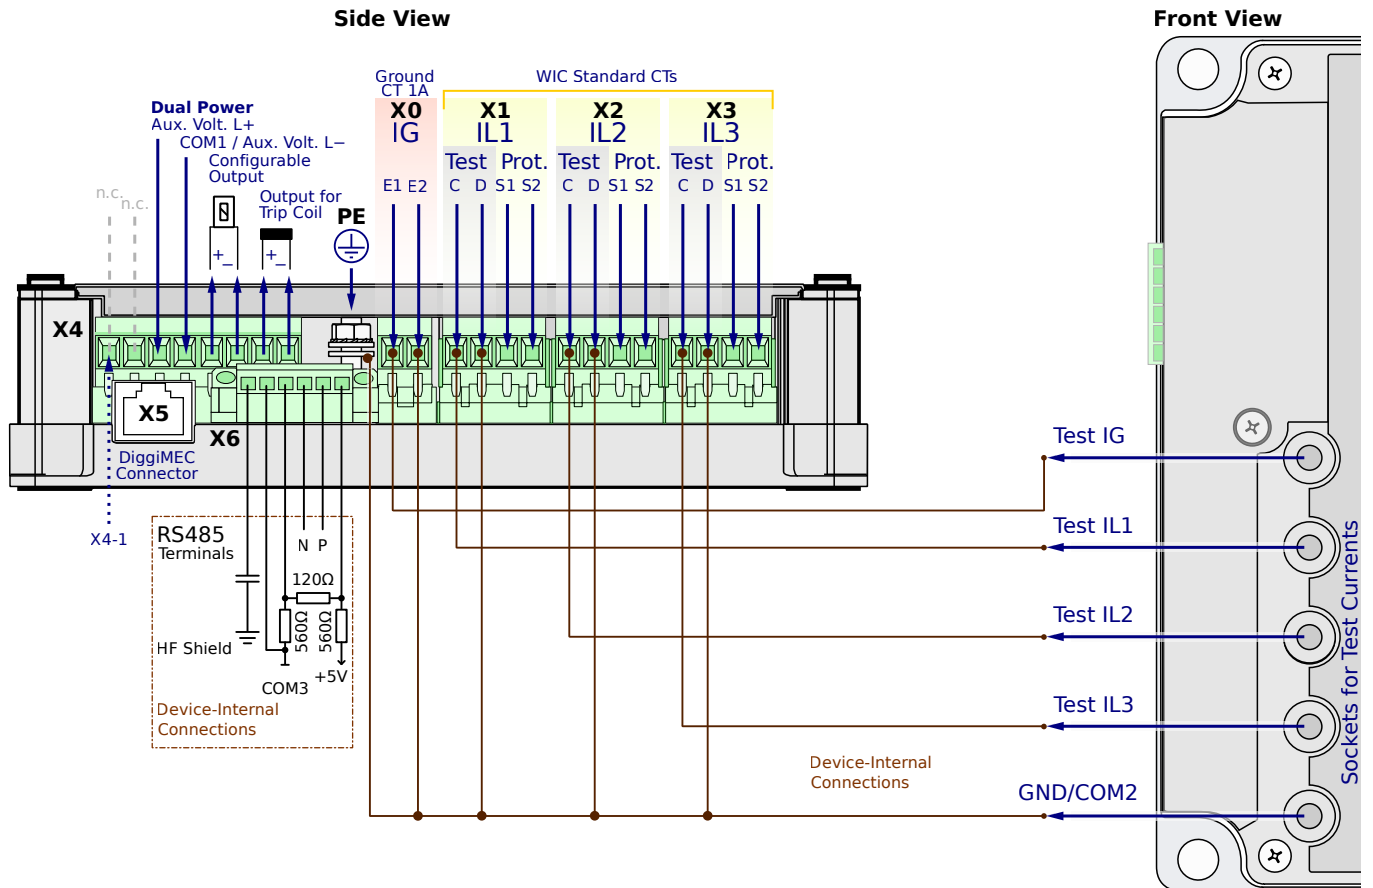 Side View
Front View
Ground
CT 1A
WIC Standard CTs
Dual Power
Aux. Volt. L+
COM1 / Aux. Volt. L−
Configurable
Output
Output for
Trip Coil
n.c.
n.c.
+
−
+
−
PE
X0
IG
E1 E2
X1
IL1
Test Prot.
C D S1 S2
X2
IL2
Test Prot.
C D S1 S2
X3
IL3
Test Prot.
C D S1 S2
X4
X5
X6
DiggiMEC
Connector
X4-1
RS485
Terminals
N P
120Ω
560Ω
560Ω
HF Shield
COM3
+5V
Device-Internal
Connections
Test IG
Test IL1
Test IL2
Test IL3
GND/COM2
Device-Internal
Connections
Sockets for Test Currents